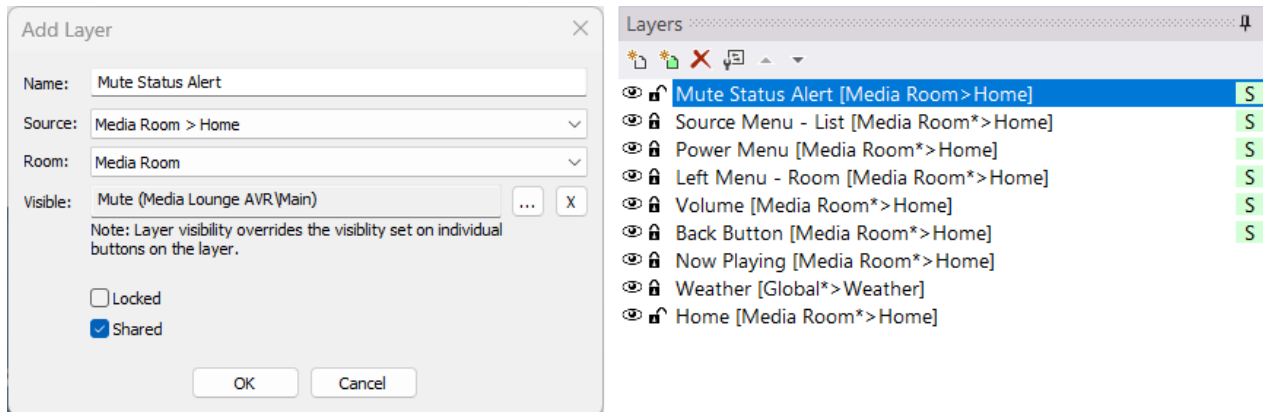 Add Layer
Name: Mute Status Alert
Source: Media Room > Home
Room: Media Room
Visible: Mute (Media Lounge AVR\Main) ... X
Note: Layer visibility overrides the visiblity set on individual
buttons on the layer.
Locked
Shared
OK Cancel
Layers
Mute Status Alert [Media Room>Home] S
Source Menu - List [Media Room*>Home] S
Power Menu [Media Room*>Home] S
Left Menu - Room [Media Room*>Home] S
Volume [Media Room*>Home] S
Back Button [Media Room*>Home] S
Now Playing [Media Room*>Home]
Weather [Global*>Weather]
Home [Media Room*>Home]